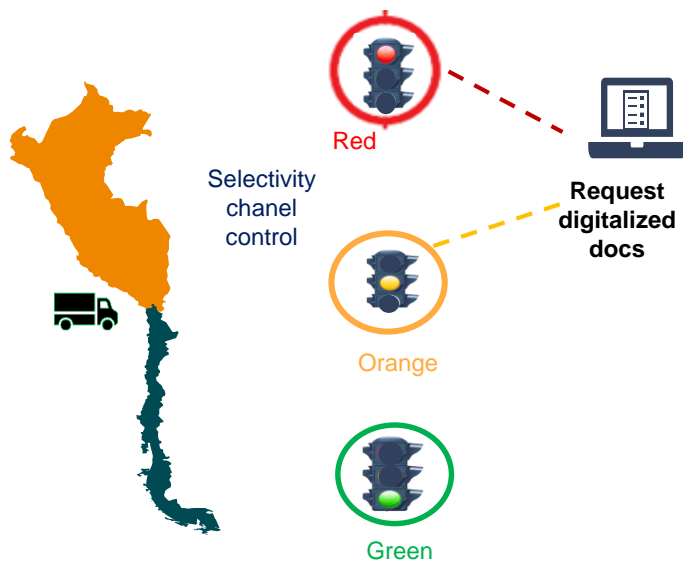 Red
Selectivity
chanel
control
Request
digitalized
docs
Orange
Green